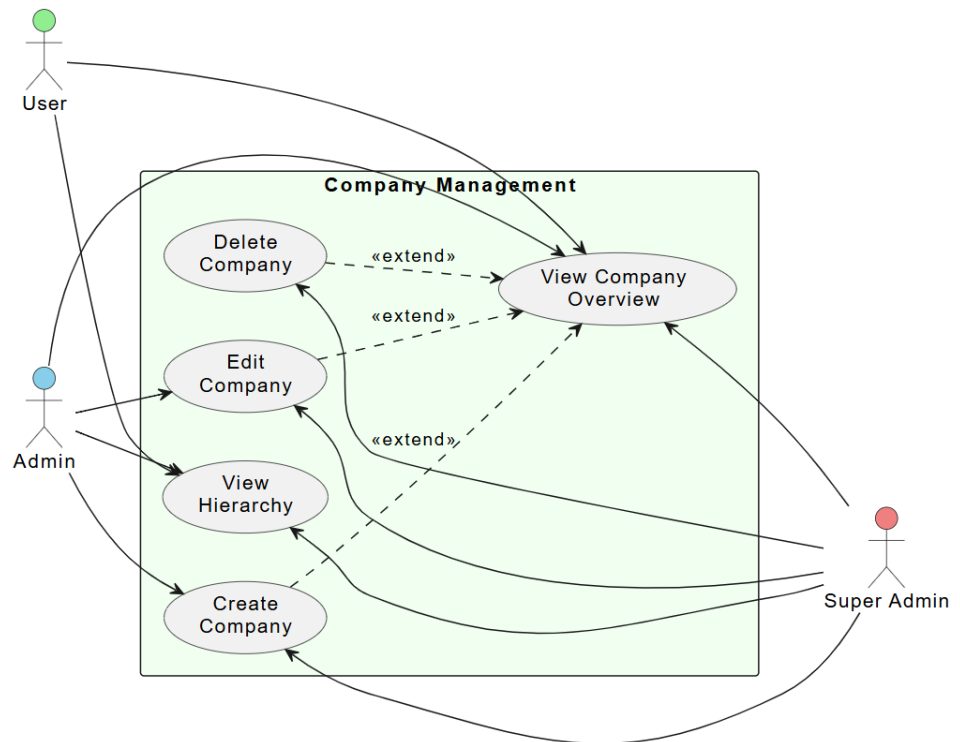 User
Company Management
Delete
Company
«extend»
View Company
Overview
«extend»
Edit
Company
Admin
«extend»
View
Hierarchy
Super Admin
Create
Company